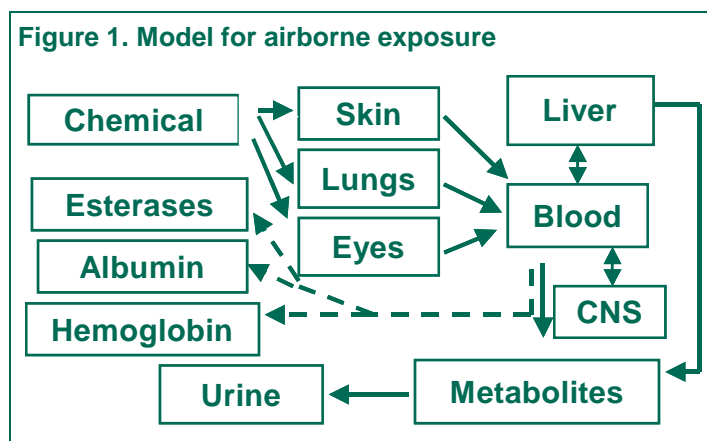 Figure 1. Model for airborne exposure
Chemical
Skin
Liver
Lungs
Esterases
Blood
Eyes
Albumin
Hemoglobin
CNS
Urine
Metabolites